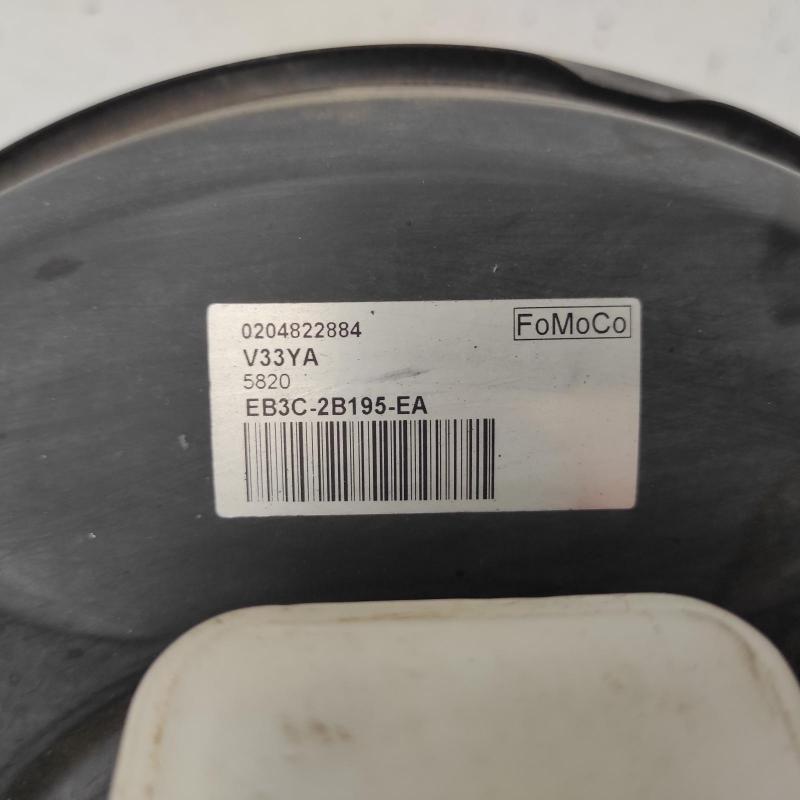 0204822884
FoMoCo
V33YA
5820
EB3C-2B195-EA